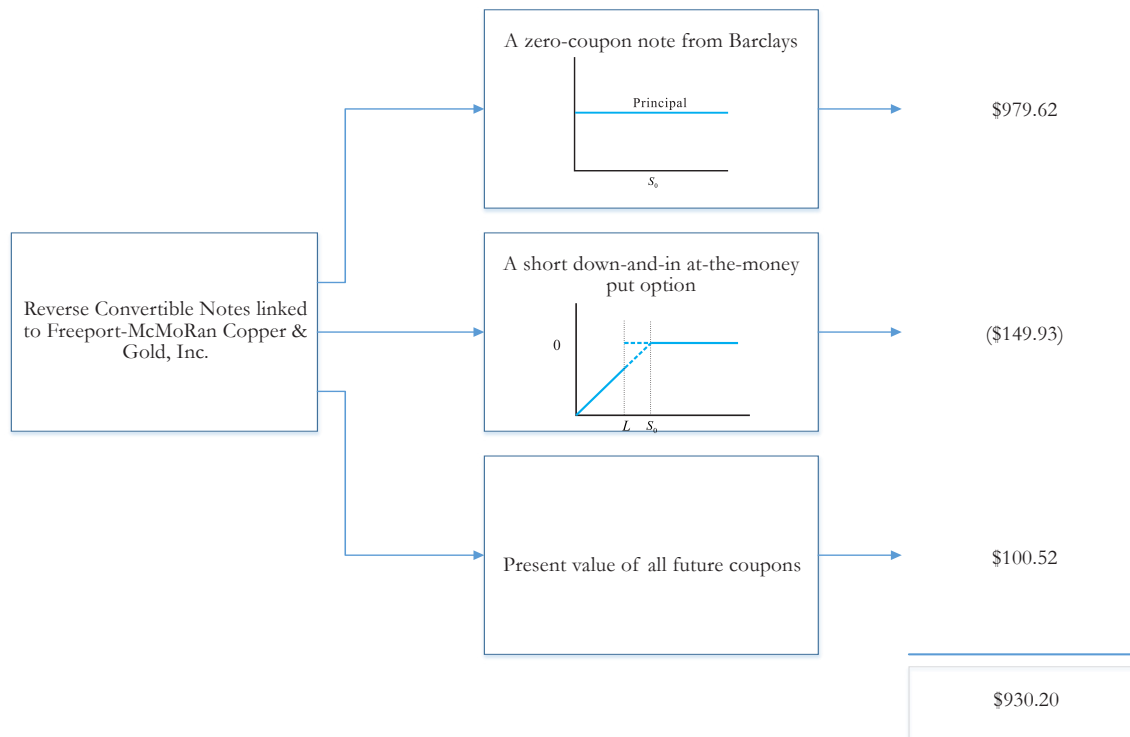 A zero-coupon note from Barclays
Principal
S₀
$979.62
Reverse Convertible Notes linked
to Freeport-McMoRan Copper &
Gold, Inc.
A short down-and-in at-the-money
put option
0
L S₀
($149.93)
Present value of all future coupons
$100.52
$930.20